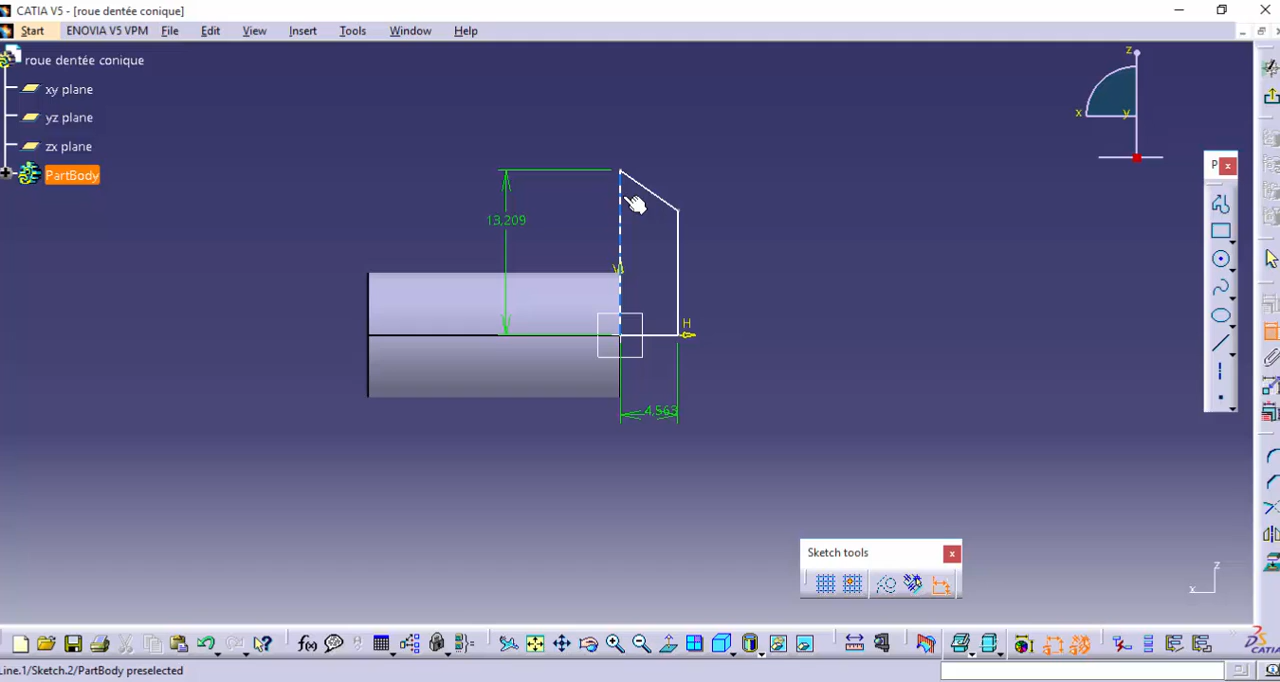 CATIA V5 - [roue dentée conique]
Start ENOVIA V5 VPM File Edit View Insert Tools Window Help
roue dentée conique
xy plane
yz plane
zx plane
PartBody
z
x
y
P
13,209
V
H
4,563
Sketch tools
z
x
f(x)
CATIA
Line.1/Sketch.2/PartBody preselected